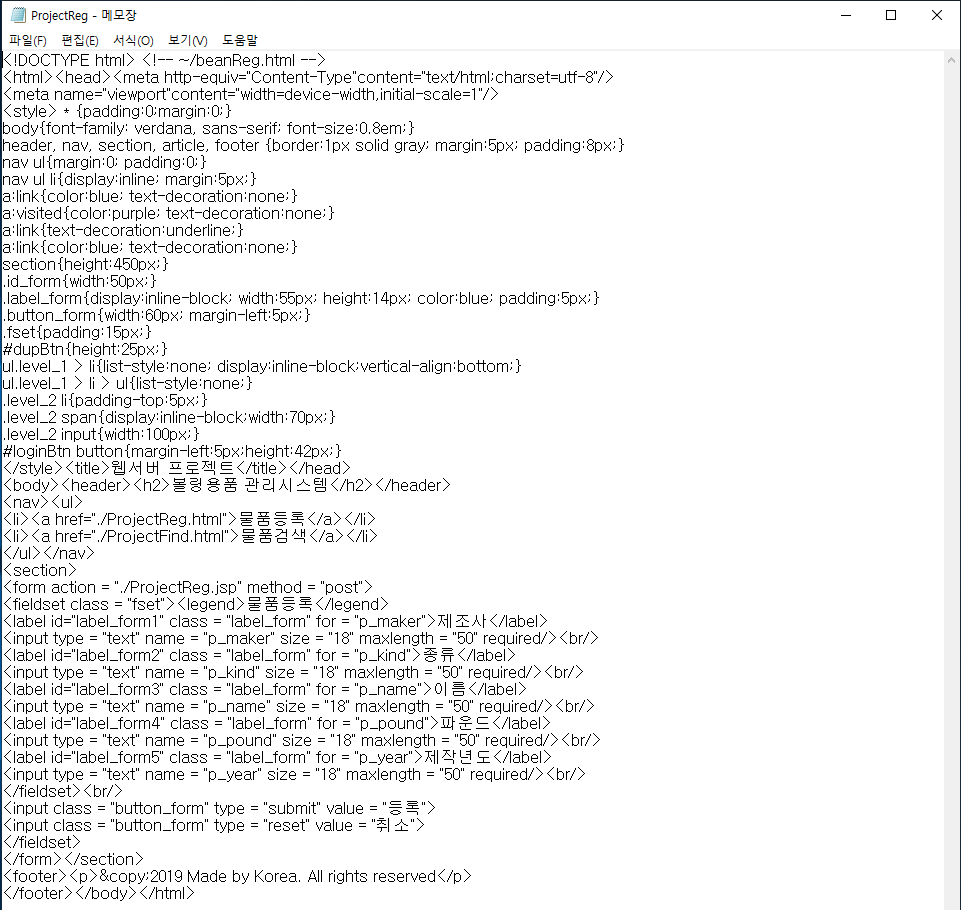 ProjectReg - 메모장
파일(F) 편집(E) 서식(O) 보기(V) 도움말
<!DOCTYPE html> <!-- ~/beanReg.html -->
<html><head><meta http-equiv="Content-Type"content="text/html;charset=utf-8"/>
<meta name="viewport"content="width=device-width,initial-scale=1"/>
<style> * {padding:0;margin:0;}
body{font-family: verdana, sans-serif; font-size:0.8em;}
header, nav, section, article, footer {border:1px solid gray; margin:5px; padding:8px;}
nav ul{margin:0; padding:0;}
nav ul li{display:inline; margin:5px;}
a:link{color:blue; text-decoration:none;}
a:visited{color:purple; text-decoration:none;}
a:link{text-decoration:underline;}
a:link{color:blue; text-decoration:none;}
section{height:450px;}
.id_form{width:50px;}
.label_form{display:inline-block; width:55px; height:14px; color:blue; padding:5px;}
.button_form{width:60px; margin-left:5px;}
.fset{padding:15px;}
#dupBtn{height:25px;}
ul.level_1 > li{list-style:none; display:inline-block;vertical-align:bottom;}
ul.level_1 > li > ul{list-style:none;}
.level_2 li{padding-top:5px;}
.level_2 span{display:inline-block;width:70px;}
.level_2 input{width:100px;}
#loginBtn button{margin-left:5px;height:42px;}
</style><title>웹서버 프로젝트</title></head>
<body><header><h2>볼링용품 관리시스템</h2></header>
<nav><ul>
<li><a href="./ProjectReg.html">물품등록</a></li>
<li><a href="./ProjectFind.html">물품검색</a></li>
</ul></nav>
<section>
<form action = "./ProjectReg.jsp" method = "post">
<fieldset class = "fset"><legend>물품등록</legend>
<label id="label_form1" class = "label_form" for = "p_maker">제조사</label>
<input type = "text" name = "p_maker" size = "18" maxlength = "50" required/><br/>
<label id="label_form2" class = "label_form" for = "p_kind">종류</label>
<input type = "text" name = "p_kind" size = "18" maxlength = "50" required/><br/>
<label id="label_form3" class = "label_form" for = "p_name">이름</label>
<input type = "text" name = "p_name" size = "18" maxlength = "50" required/><br/>
<label id="label_form4" class = "label_form" for = "p_pound">파운드</label>
<input type = "text" name = "p_pound" size = "18" maxlength = "50" required/><br/>
<label id="label_form5" class = "label_form" for = "p_year">제작년도</label>
<input type = "text" name = "p_year" size = "18" maxlength = "50" required/><br/>
</fieldset><br/>
<input class = "button_form" type = "submit" value = "등록">
<input class = "button_form" type = "reset" value = "취소">
</fieldset>
</form></section>
<footer><p>&copy;2019 Made by Korea. All rights reserved</p>
</footer></body></html>